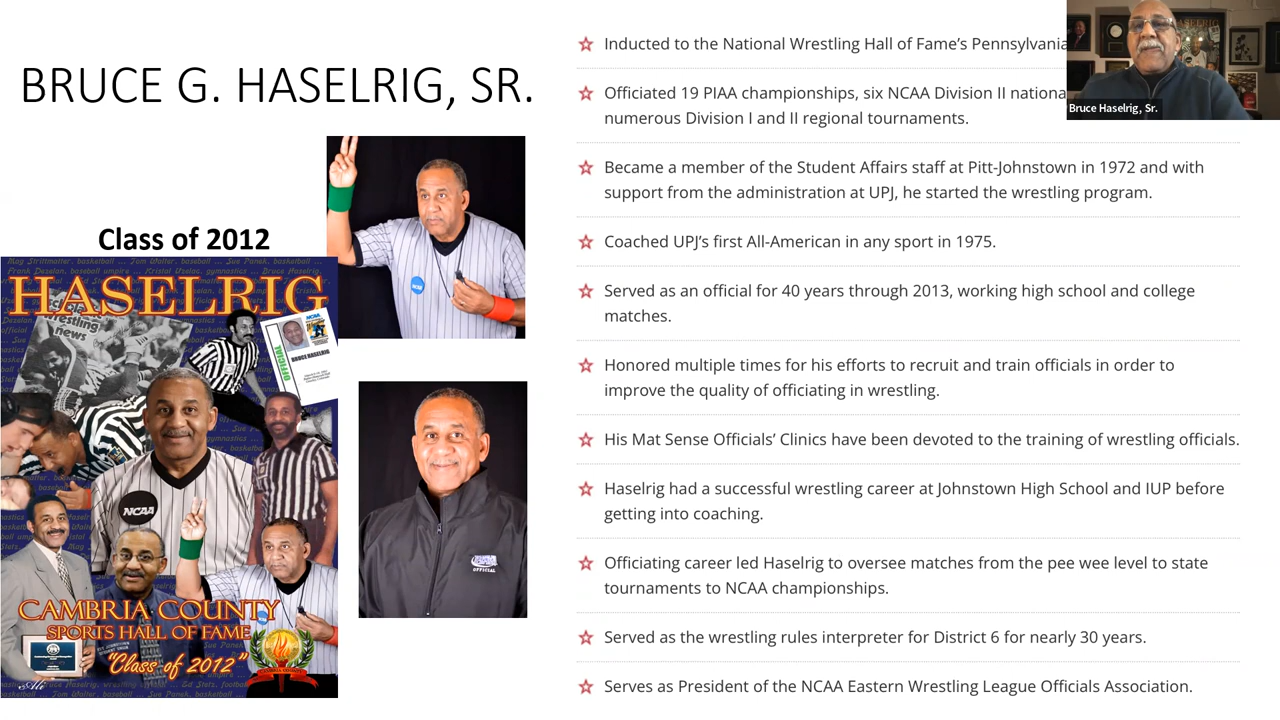 BRUCE G. HASELRIG, SR.
Class of 2012
HASELRIG
wrestling
news
OFFICIAL
NCAA
BRUCE HASELRIG
NCAA
CAMBRIA COUNTY
SPORTS HALL OF FAME
"Class of 2012"
OFFICIAL
Inducted to the National Wrestling Hall of Fame's Pennsylvania
Officiated 19 PIAA championships, six NCAA Division II nationa
numerous Division I and II regional tournaments.
Became a member of the Student Affairs staff at Pitt-Johnstown in 1972 and with
support from the administration at UPJ, he started the wrestling program.
Coached UPJ's first All-American in any sport in 1975.
Served as an official for 40 years through 2013, working high school and college
matches.
Honored multiple times for his efforts to recruit and train officials in order to
improve the quality of officiating in wrestling.
His Mat Sense Officials' Clinics have been devoted to the training of wrestling officials.
Haselrig had a successful wrestling career at Johnstown High School and IUP before
getting into coaching.
Officiating career led Haselrig to oversee matches from the pee wee level to state
tournaments to NCAA championships.
Served as the wrestling rules interpreter for District 6 for nearly 30 years.
Serves as President of the NCAA Eastern Wrestling League Officials Association.
HASELRIG
Bruce Haselrig, Sr.